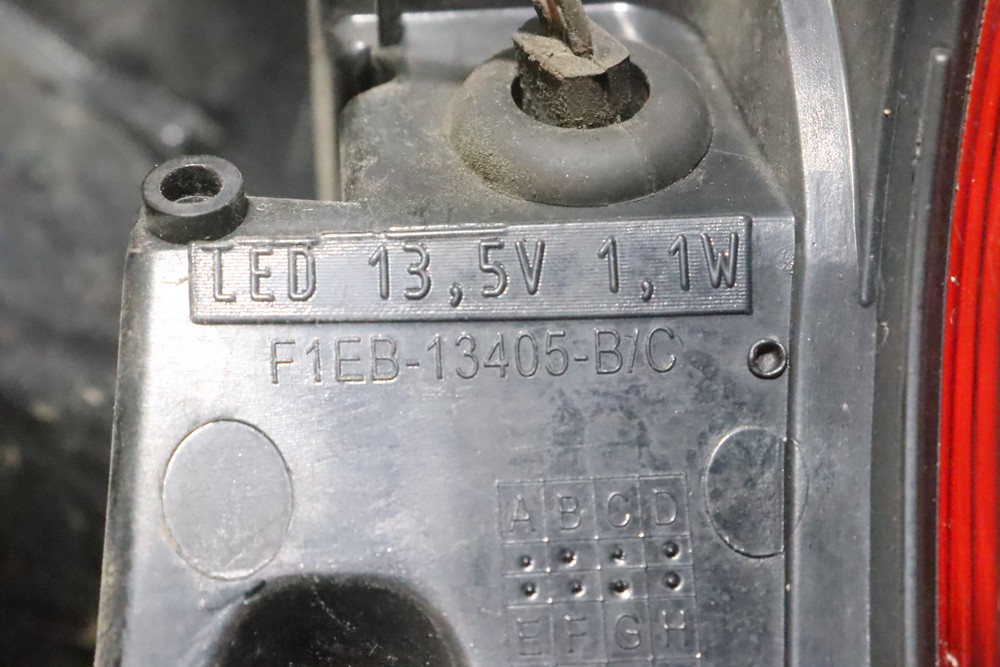 LED 13,5V 1,1W
F1EB-13405-B/C
A B C D
E F G H